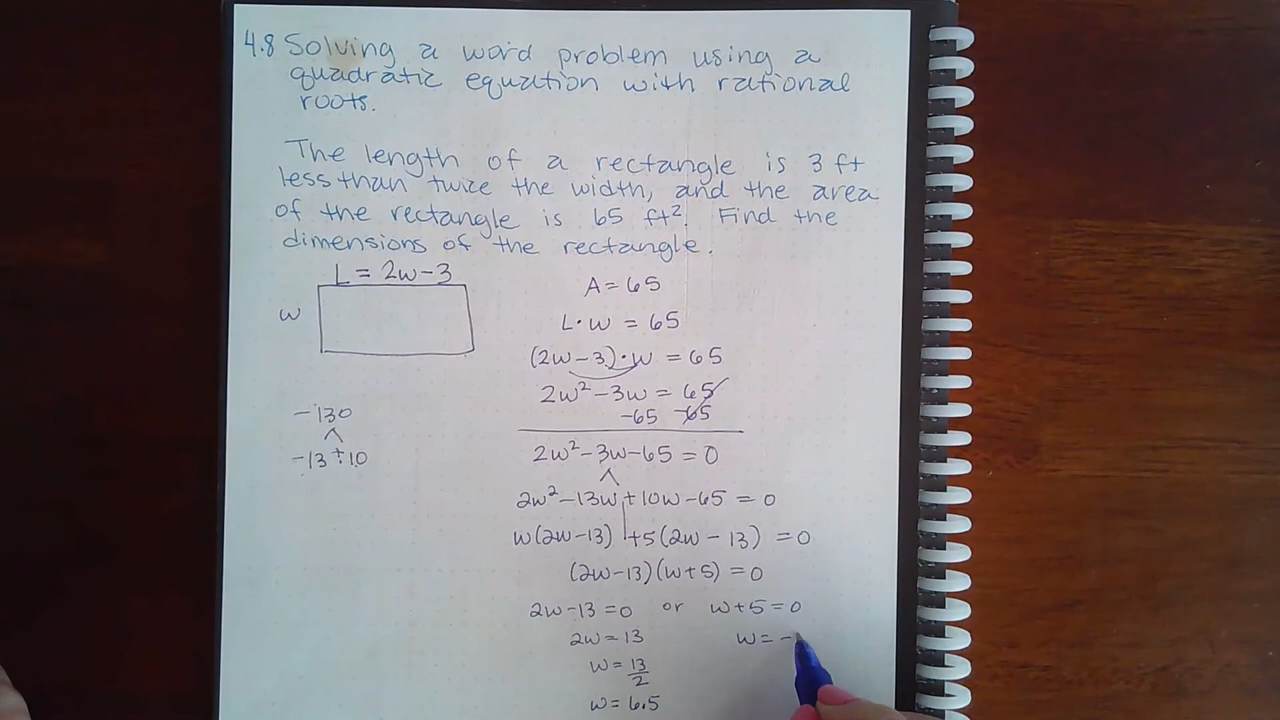 4.8 Solving a word problem using a
quadratic equation with rational
roots.
The length of a rectangle is 3 ft
less than twice the width, and the area
of the rectangle is 65 ft². Find the
dimensions of the rectangle.
L = 2w-3
w
A = 65
L·w = 65
(2w-3)·w = 65
2w²-3w = 65
-65 -65
2w²-3w-65 = 0
-130
-13 + 10
2w²-13w+10w-65 = 0
w(2w-13) +5(2w-13) = 0
(2w-13)(w+5) = 0
2w-13 = 0 or w+5 = 0
2w = 13 w = -
w = 13/2
w = 6.5